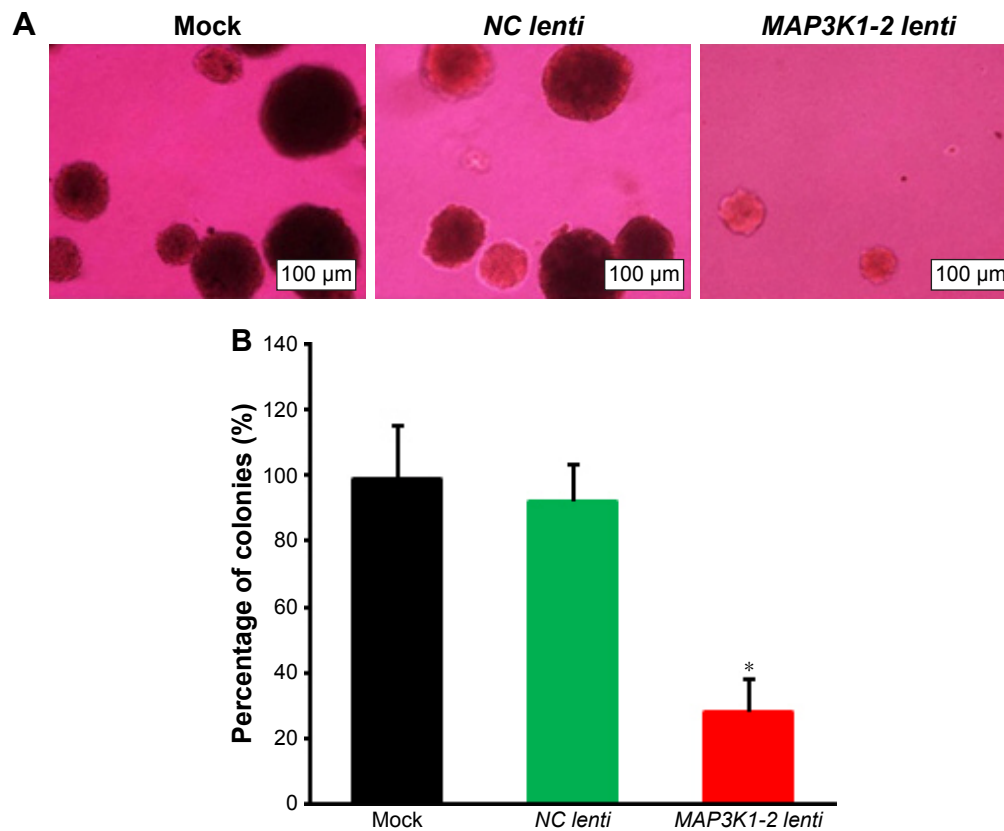 A
Mock
NC lenti
MAP3K1-2 lenti
100 µm
100 µm
100 µm
B
Percentage of colonies (%)
140
120
100
80
60
40
20
0
*
Mock
NC lenti
MAP3K1-2 lenti